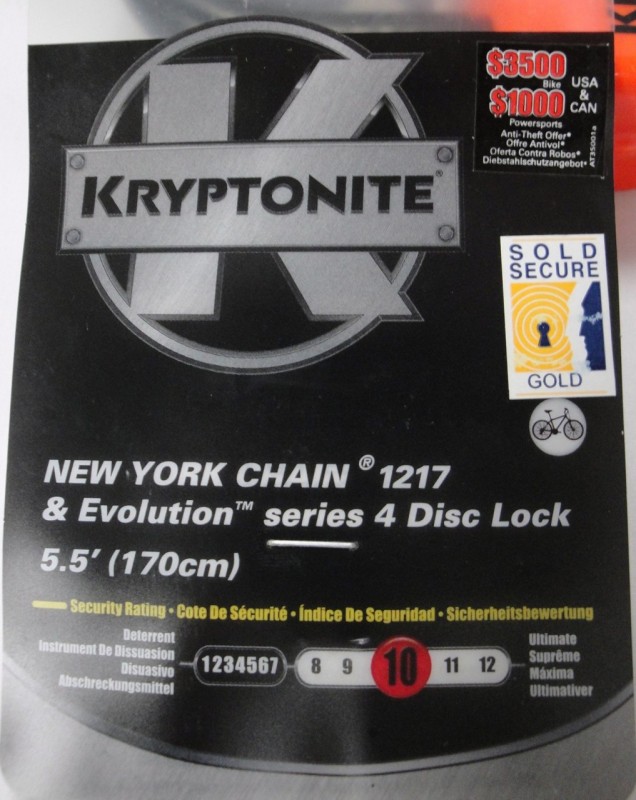 $3500
Bike
$1000
USA
&
CAN
Powersports
Anti-Theft Offer*
Offre Antivol*
Oferta Contra Robos*
Diebstahlschutzangebot*
AT35001a
K
KRYPTONITE®
SOLD
SECURE
GOLD
NEW YORK CHAIN ® 1217
& Evolution™ series 4 Disc Lock
5.5' (170cm)
Security Rating • Cote De Sécurité • Índice De Seguridad • Sicherheitsbewertung
Deterrent
Instrument De Dissuasion
Disuasivo
Abschreckungsmittel
1234567 8 9 10 11 12
Ultimate
Suprême
Máxima
Ultimativer